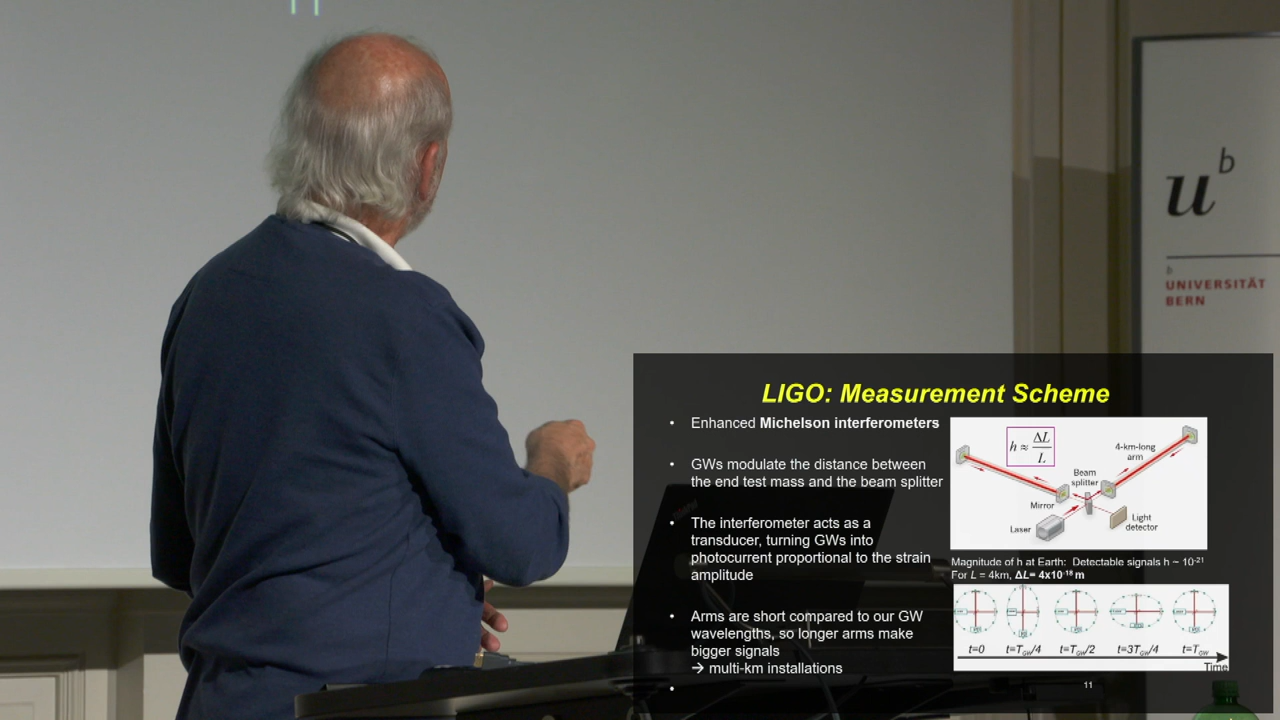 u b
b
UNIVERSITÄT
BERN
LIGO: Measurement Scheme
• Enhanced Michelson interferometers
• GWs modulate the distance between
the end test mass and the beam splitter
• The interferometer acts as a
transducer, turning GWs into
photocurrent proportional to the strain
amplitude
• Arms are short compared to our GW
wavelengths, so longer arms make
bigger signals
→ multi-km installations
•
h ≈ ΔL/L
4-km-long
arm
Beam
splitter
Mirror
Laser
Light
detector
Magnitude of h at Earth: Detectable signals h ~ 10⁻²¹
For L = 4km, ΔL= 4x10⁻¹⁸ m
t=0 t=T_GW/4 t=T_GW/2 t=3T_GW/4 t=T_GW
Time
11